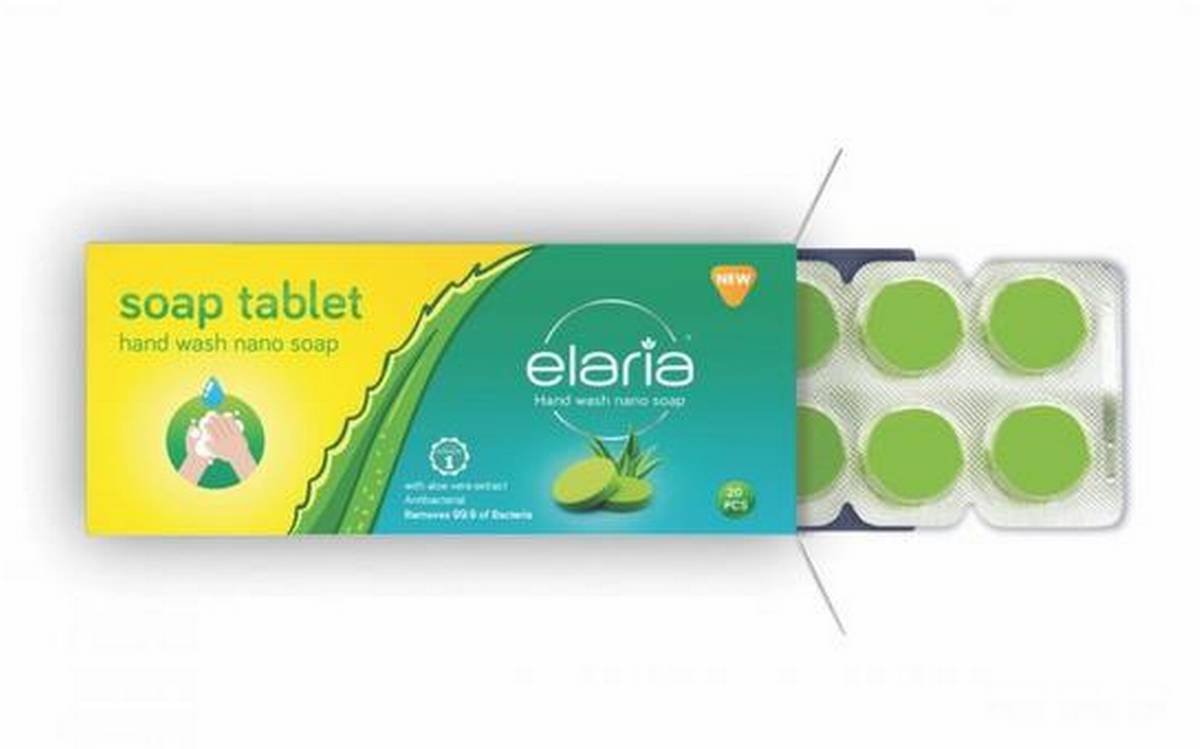 soap tablet
hand wash nano soap
NEW
elaria
Hand wash nano soap
1
with aloe vera extract
Antibacterial
Removes 99.9 of Bacteria
20
PCS